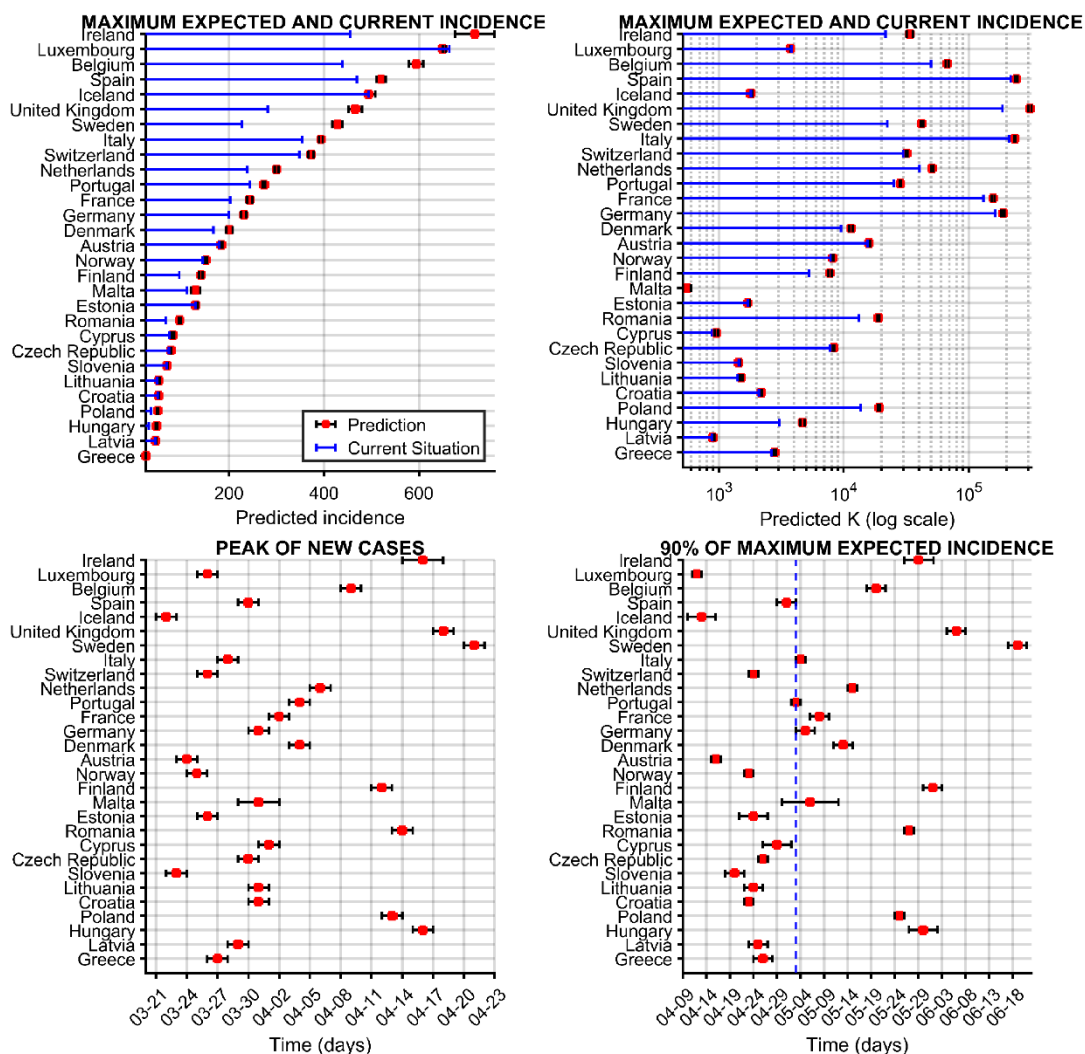 MAXIMUM EXPECTED AND CURRENT INCIDENCE
Ireland
Luxembourg
Belgium
Spain
Iceland
United Kingdom
Sweden
Italy
Switzerland
Netherlands
Portugal
France
Germany
Denmark
Austria
Norway
Finland
Malta
Estonia
Romania
Cyprus
Czech Republic
Slovenia
Lithuania
Croatia
Poland
Hungary
Latvia
Greece
Prediction
Current Situation
200 400 600
Predicted incidence
MAXIMUM EXPECTED AND CURRENT INCIDENCE
Ireland
Luxembourg
Belgium
Spain
Iceland
United Kingdom
Sweden
Italy
Switzerland
Netherlands
Portugal
France
Germany
Denmark
Austria
Norway
Finland
Malta
Estonia
Romania
Cyprus
Czech Republic
Slovenia
Lithuania
Croatia
Poland
Hungary
Latvia
Greece
10³ 10⁴ 10⁵
Predicted K (log scale)
PEAK OF NEW CASES
Ireland
Luxembourg
Belgium
Spain
Iceland
United Kingdom
Sweden
Italy
Switzerland
Netherlands
Portugal
France
Germany
Denmark
Austria
Norway
Finland
Malta
Estonia
Romania
Cyprus
Czech Republic
Slovenia
Lithuania
Croatia
Poland
Hungary
Latvia
Greece
03-21 03-24 03-27 03-30 04-02 04-05 04-08 04-11 04-14 04-17 04-20 04-23
Time (days)
90% OF MAXIMUM EXPECTED INCIDENCE
Ireland
Luxembourg
Belgium
Spain
Iceland
United Kingdom
Sweden
Italy
Switzerland
Netherlands
Portugal
France
Germany
Denmark
Austria
Norway
Finland
Malta
Estonia
Romania
Cyprus
Czech Republic
Slovenia
Lithuania
Croatia
Poland
Hungary
Latvia
Greece
04-09 04-14 04-19 04-24 04-29 05-04 05-09 05-14 05-19 05-24 05-29 06-03 06-08 06-13 06-18
Time (days)